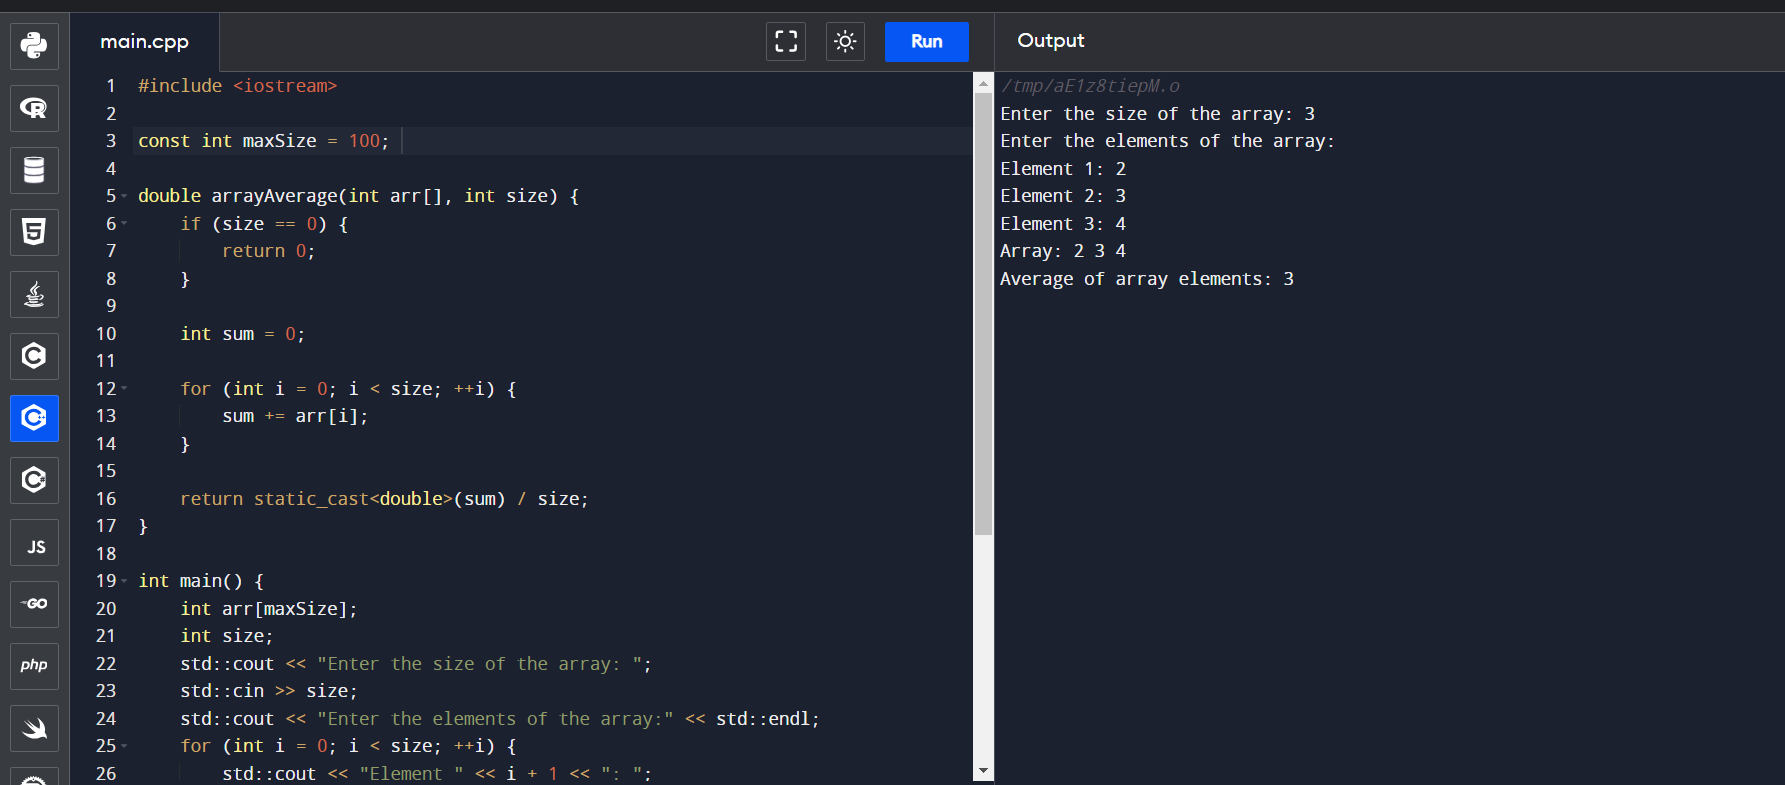 main.cpp
Run
Output
1 #include <iostream>
2
3 const int maxSize = 100;
4
5 double arrayAverage(int arr[], int size) {
6     if (size == 0) {
7         return 0;
8     }
9
10     int sum = 0;
11
12     for (int i = 0; i < size; ++i) {
13         sum += arr[i];
14     }
15
16     return static_cast<double>(sum) / size;
17 }
18
19 int main() {
20     int arr[maxSize];
21     int size;
22     std::cout << "Enter the size of the array: ";
23     std::cin >> size;
24     std::cout << "Enter the elements of the array:" << std::endl;
25     for (int i = 0; i < size; ++i) {
26         std::cout << "Element " << i + 1 << ": ";
/tmp/aE1z8tiepM.o
Enter the size of the array: 3
Enter the elements of the array:
Element 1: 2
Element 2: 3
Element 3: 4
Array: 2 3 4
Average of array elements: 3
R
5
C
C++
C
JS
GO
php